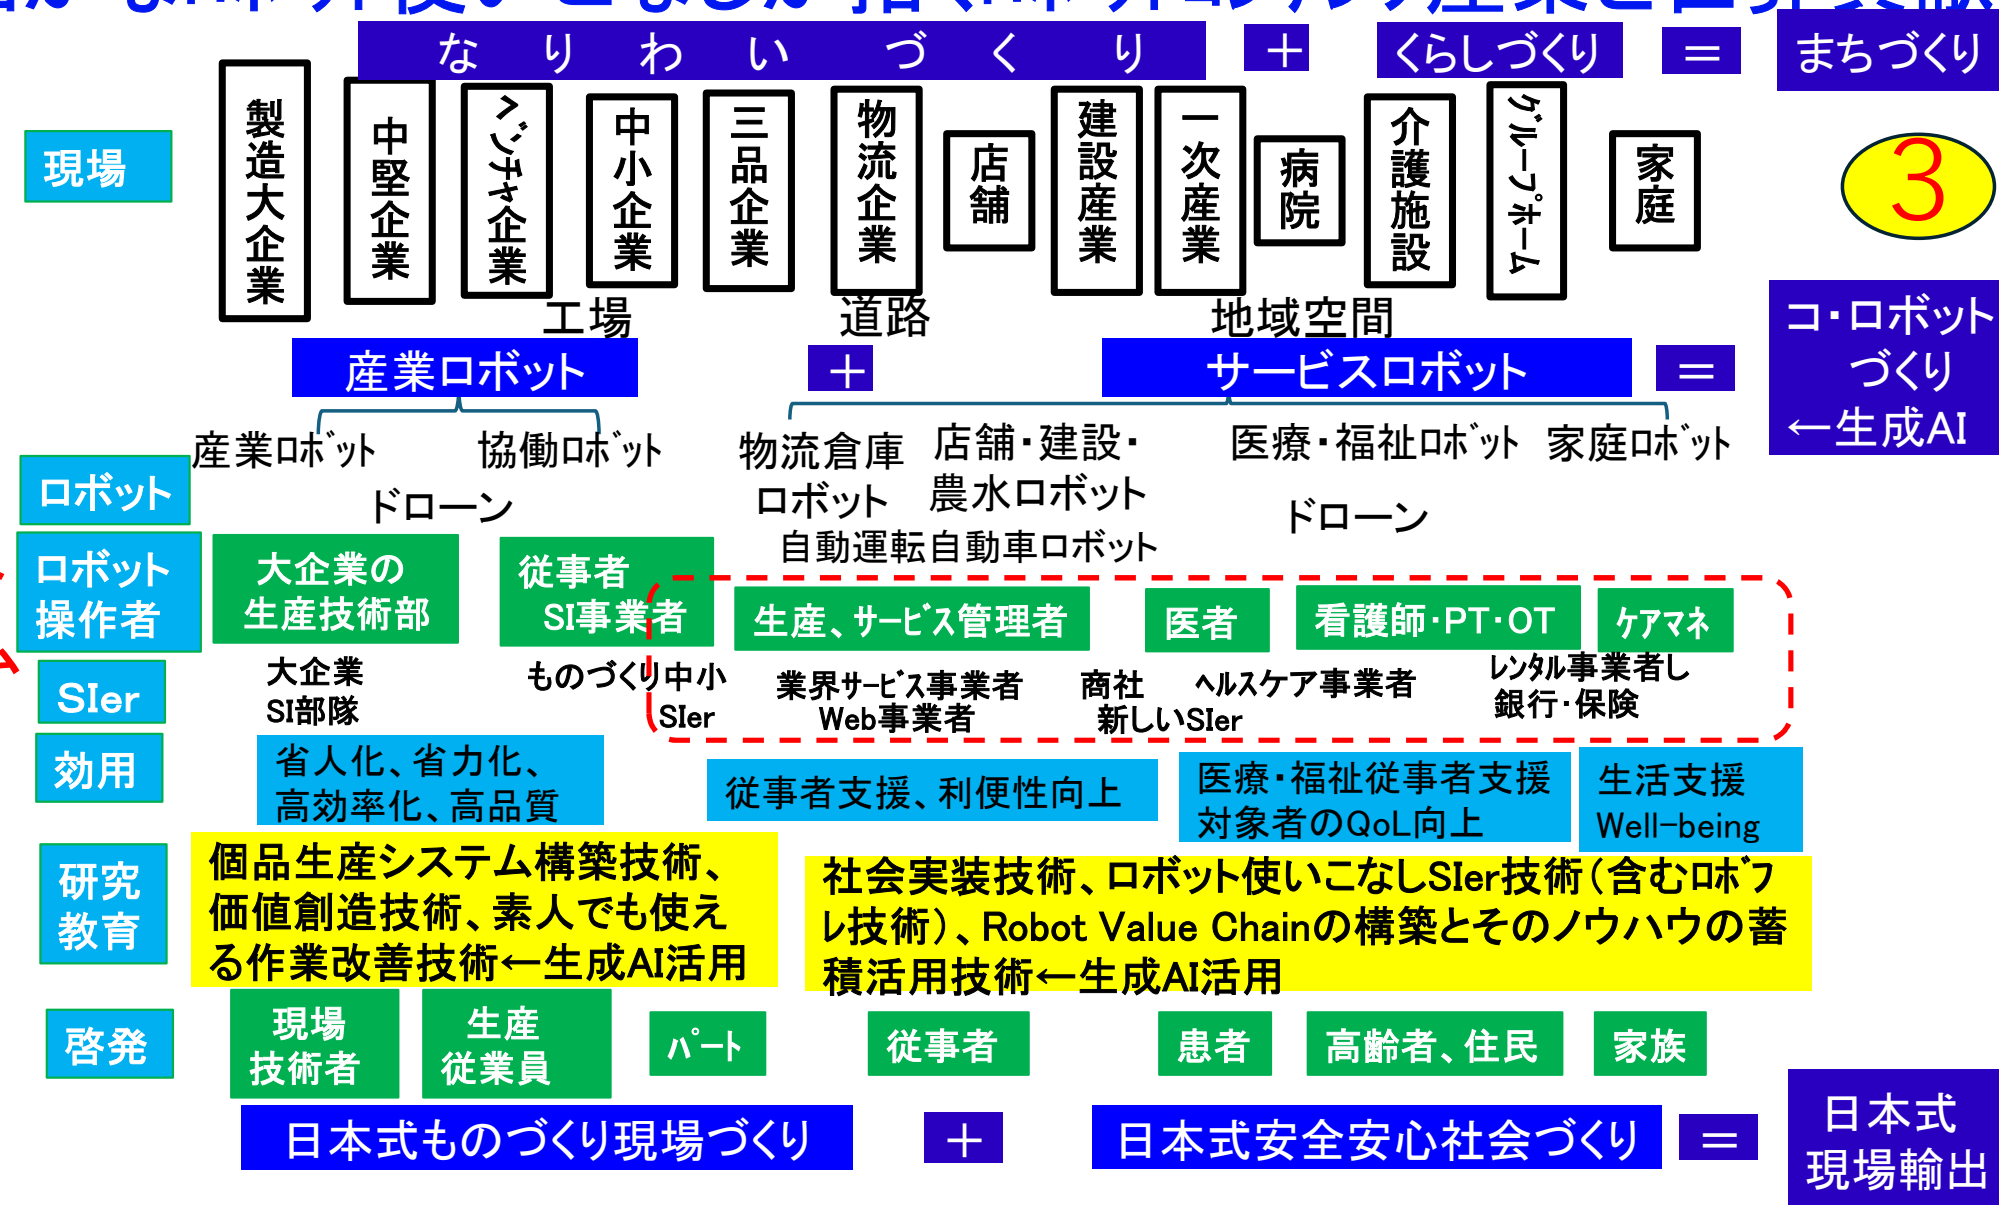 なりわいづくり ＋ くらしづくり ＝ まちづくり
現場
製造大企業
中堅企業
ベンチャ企業
中小企業
三品企業
物流企業
店舗
建設産業
一次産業
病院
介護施設
グループホーム
家庭
3
工場 道路 地域空間
産業ロボット ＋ サービスロボット ＝
コ・ロボット
づくり
←生成AI
産業ロボット 協働ロボット
ドローン
物流倉庫
ロボット
店舗・建設・
農水ロボット
自動運転自動車ロボット
医療・福祉ロボット 家庭ロボット
ドローン
ロボット
ロボット
操作者
大企業の
生産技術部
従事者
SI事業者
生産、サービス管理者
医者
看護師・PT・OT
ケアマネ
SIer
大企業
SI部隊
ものづくり中小
SIer
業界サービス事業者
Web事業者
商社
新しいSIer
ヘルスケア事業者
レンタル事業者し
銀行・保険
効用
省人化、省力化、
高効率化、高品質
従事者支援、利便性向上
医療・福祉従事者支援
対象者のQoL向上
生活支援
Well-being
研究
教育
個品生産システム構築技術、
価値創造技術、素人でも使え
る作業改善技術←生成AI活用
社会実装技術、ロボット使いこなしSIer技術（含むロボフ
レ技術）、Robot Value Chainの構築とそのノウハウの蓄
積活用技術←生成AI活用
啓発
現場
技術者
生産
従業員
パート
従事者
患者
高齢者、住民
家族
日本式ものづくり現場づくり ＋ 日本式安全安心社会づくり ＝
日本式
現場輸出